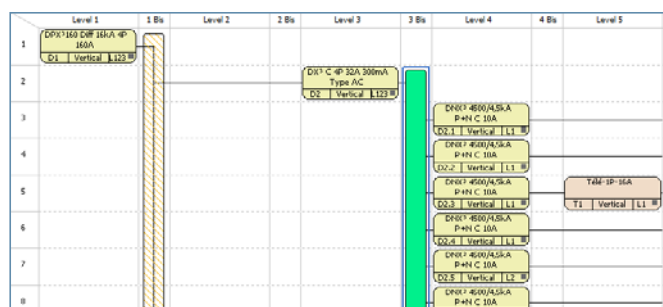 Level 1 1 Bis Level 2 2 Bis Level 3 3 Bis Level 4 4 Bis Level 5
1
DPX³160 Diff 16kA 4P
160A
D1 Vertical L123
2
DX³ C 4P 32A 300mA
Type AC
D2 Vertical L123
3
DNX³ 4500/4,5kA
P+N C 10A
D2.1 Vertical L1
4
DNX³ 4500/4,5kA
P+N C 10A
D2.2 Vertical L1
5
DNX³ 4500/4,5kA
P+N C 10A
D2.3 Vertical L1
Télé-1P-16A
T1 Vertical L1
6
DNX³ 4500/4,5kA
P+N C 10A
D2.4 Vertical L1
7
DNX³ 4500/4,5kA
P+N C 10A
D2.5 Vertical L2
8
DNX³ 4500/4,5kA
P+N C 10A